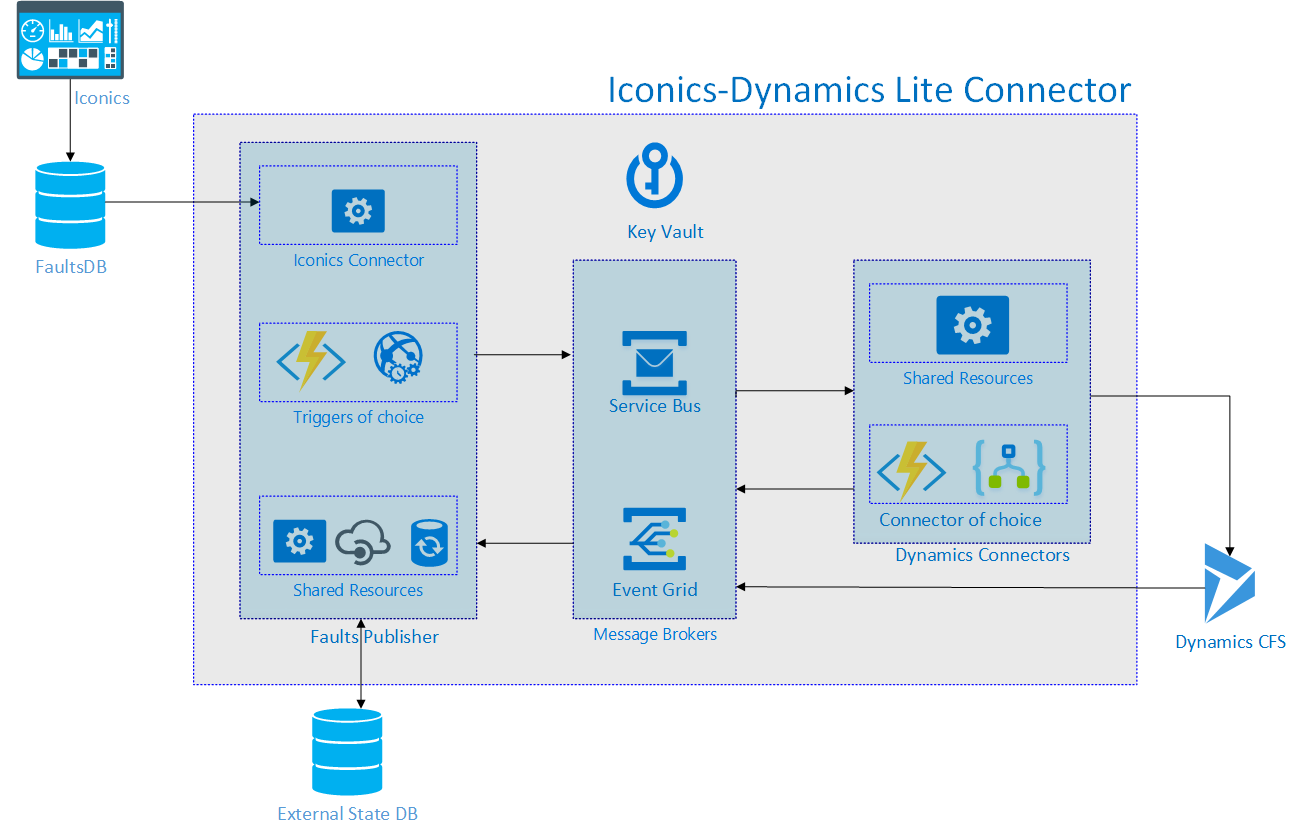 Iconics
Iconics-Dynamics Lite Connector
Key Vault
FaultsDB
Iconics Connector
Triggers of choice
Shared Resources
Faults Publisher
Service Bus
Event Grid
Message Brokers
Shared Resources
Connector of choice
Dynamics Connectors
Dynamics CFS
External State DB